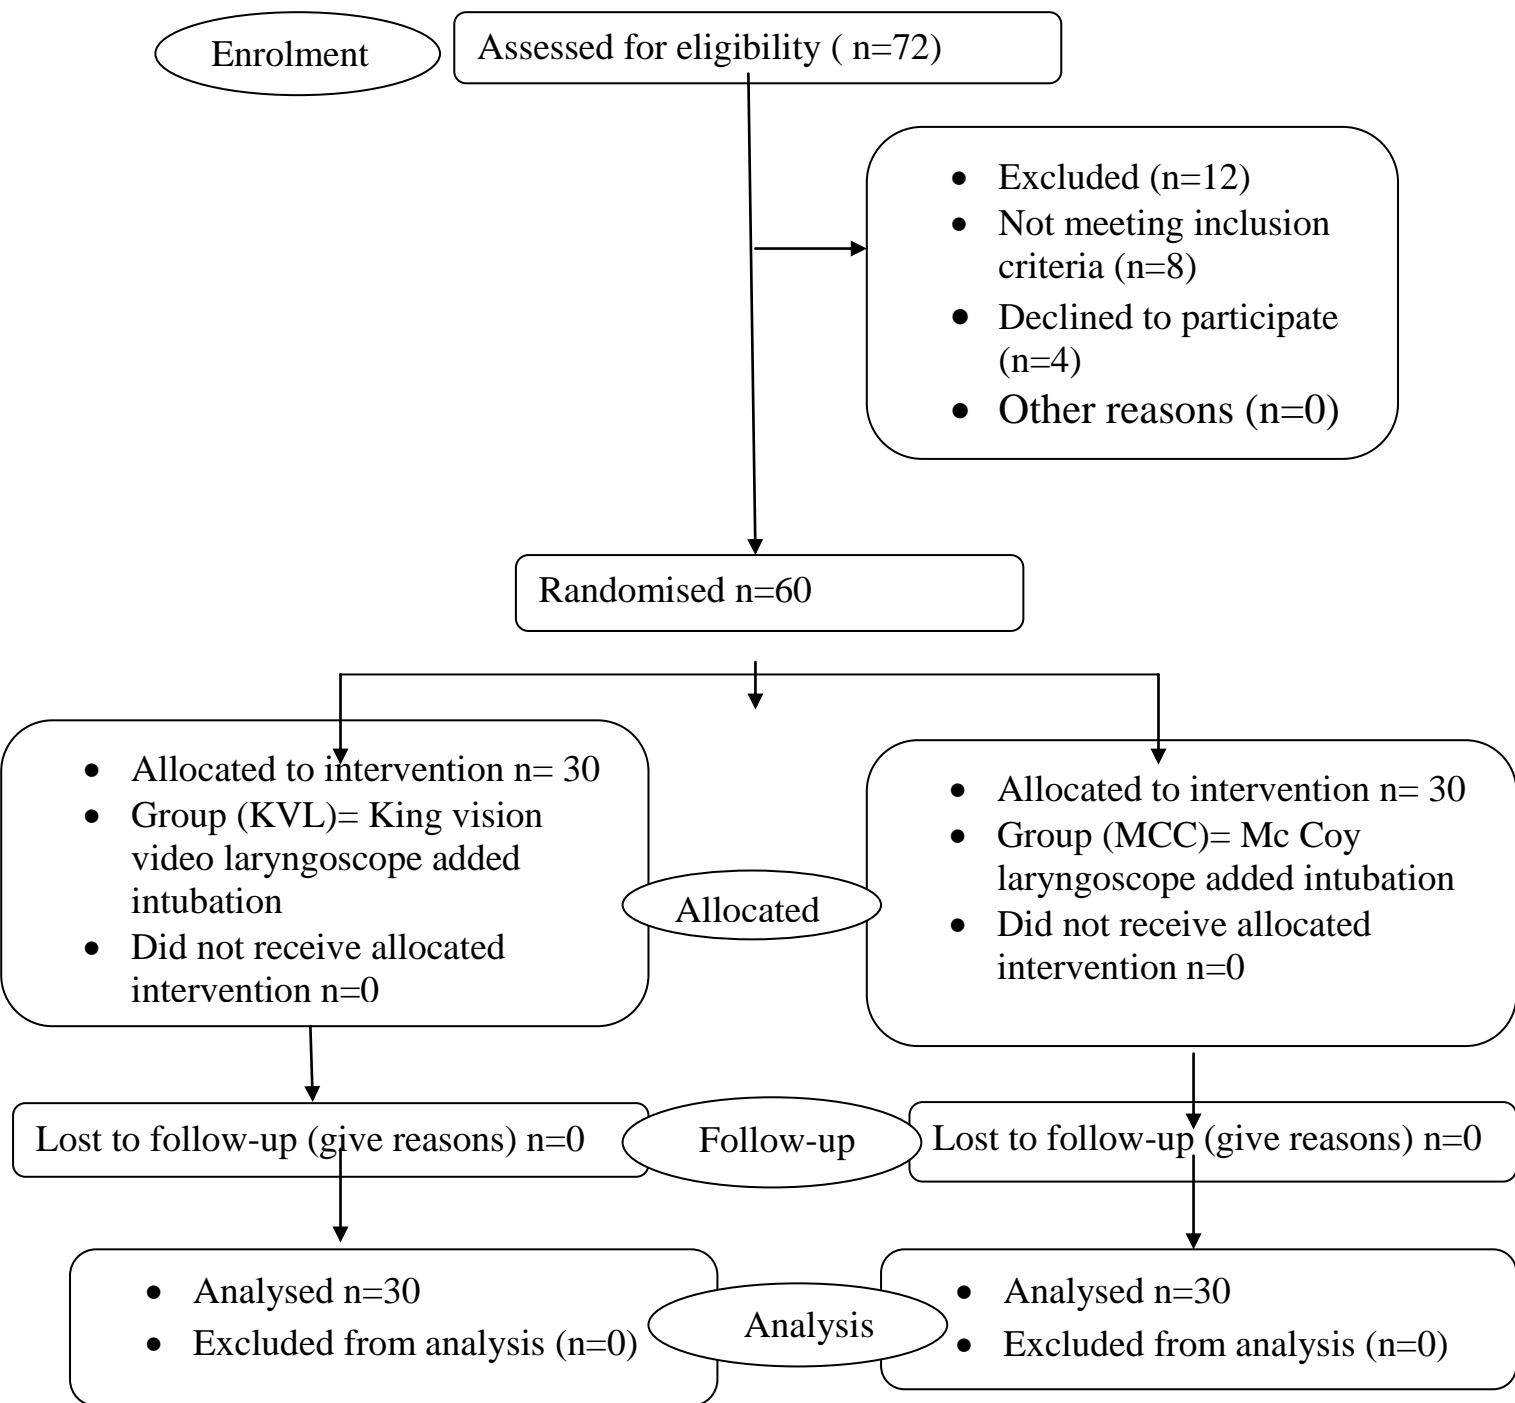 Enrolment
Assessed for eligibility ( n=72)
• Excluded (n=12)
• Not meeting inclusion
criteria (n=8)
• Declined to participate
(n=4)
• Other reasons (n=0)
Randomised n=60
• Allocated to intervention n= 30
• Group (KVL)= King vision
video laryngoscope added
intubation
• Did not receive allocated
intervention n=0
Allocated
• Allocated to intervention n= 30
• Group (MCC)= Mc Coy
laryngoscope added intubation
• Did not receive allocated
intervention n=0
Lost to follow-up (give reasons) n=0
Follow-up
Lost to follow-up (give reasons) n=0
• Analysed n=30
• Excluded from analysis (n=0)
Analysis
• Analysed n=30
• Excluded from analysis (n=0)